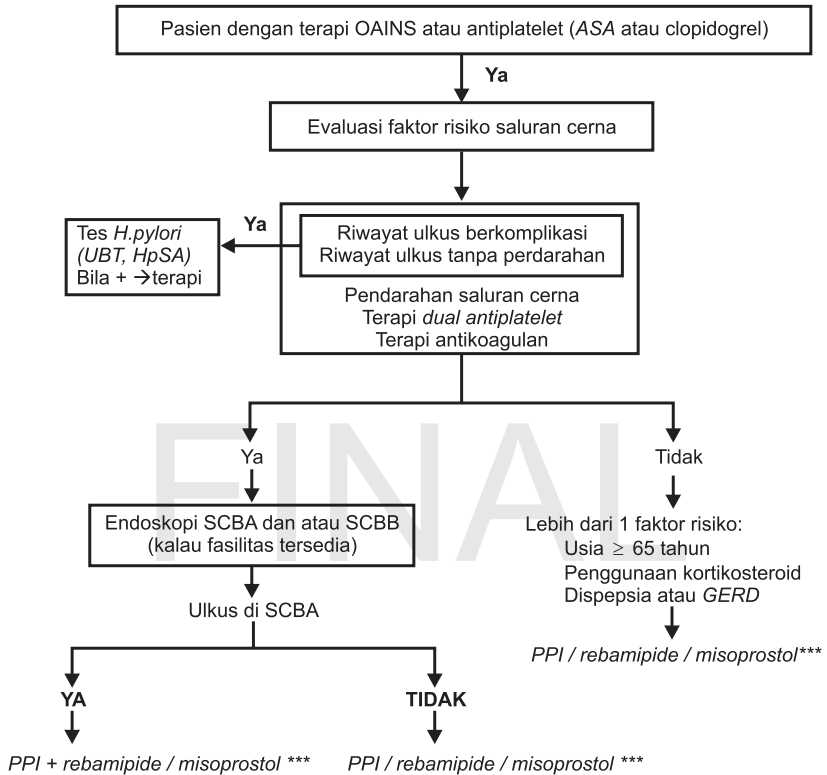 Pasien dengan terapi OAINS atau antiplatelet (ASA atau clopidogrel)
Ya
Evaluasi faktor risiko saluran cerna
Ya
Tes H.pylori
(UBT, HpSA)
Bila + →terapi
Riwayat ulkus berkomplikasi
Riwayat ulkus tanpa perdarahan
Pendarahan saluran cerna
Terapi dual antiplatelet
Terapi antikoagulan
FINAL
Ya
Tidak
Endoskopi SCBA dan atau SCBB
(kalau fasilitas tersedia)
Lebih dari 1 faktor risiko:
Usia ≥ 65 tahun
Penggunaan kortikosteroid
Dispepsia atau GERD
Ulkus di SCBA
PPI / rebamipide / misoprostol***
YA
TIDAK
PPI + rebamipide / misoprostol ***
PPI / rebamipide / misoprostol ***